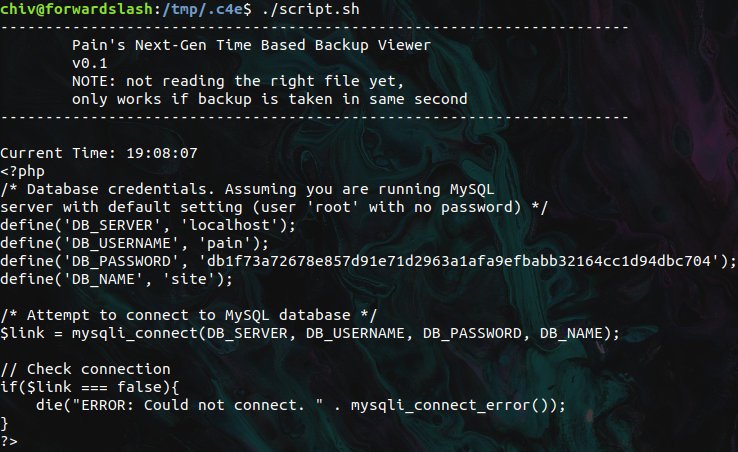 chiv@forwardslash:/tmp/.c4e$ ./script.sh
----------------------------------------------------------------------
        Pain's Next-Gen Time Based Backup Viewer
        v0.1
        NOTE: not reading the right file yet,
        only works if backup is taken in same second
----------------------------------------------------------------------

Current Time: 19:08:07
<?php
/* Database credentials. Assuming you are running MySQL
server with default setting (user 'root' with no password) */
define('DB_SERVER', 'localhost');
define('DB_USERNAME', 'pain');
define('DB_PASSWORD', 'db1f73a72678e857d91e71d2963a1afa9efbabb32164cc1d94dbc704');
define('DB_NAME', 'site');

/* Attempt to connect to MySQL database */
$link = mysqli_connect(DB_SERVER, DB_USERNAME, DB_PASSWORD, DB_NAME);

// Check connection
if($link === false){
    die("ERROR: Could not connect. " . mysqli_connect_error());
}
?>